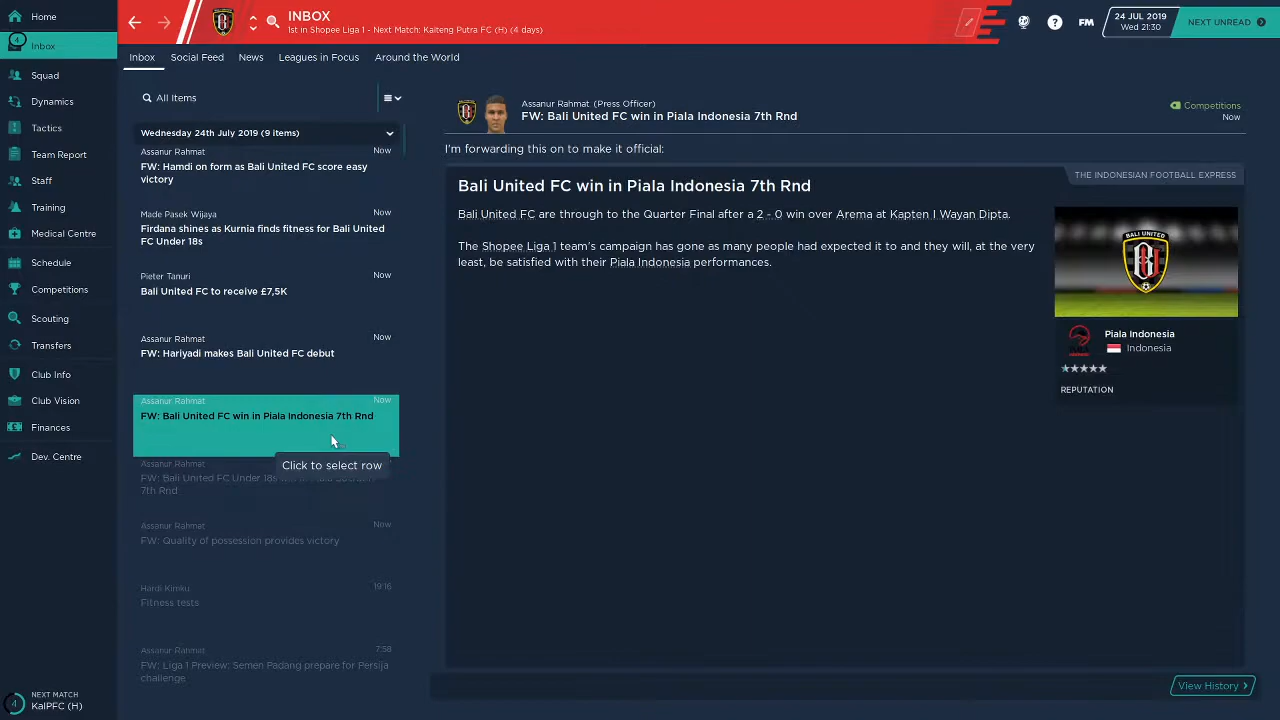 Home
4
Inbox
Squad
Dynamics
Tactics
Team Report
Staff
Training
Medical Centre
Schedule
Competitions
Scouting
Transfers
Club Info
Club Vision
Finances
Dev. Centre
4
NEXT MATCH
KalPFC (H)
INBOX
1st in Shopee Liga 1 - Next Match: Kalteng Putra FC (H) (4 days)
?
FM
24 JUL 2019
Wed 21:30
NEXT UNREAD
Inbox
Social Feed
News
Leagues in Focus
Around the World
All Items
Wednesday 24th July 2019 (9 items)
Assanur Rahmat Now
FW: Hamdi on form as Bali United FC score easy
victory
Made Pasek Wijaya Now
Firdana shines as Kurnia finds fitness for Bali United
FC Under 18s
Pieter Tanuri Now
Bali United FC to receive £7,5K
Assanur Rahmat Now
FW: Hariyadi makes Bali United FC debut
Assanur Rahmat Now
FW: Bali United FC win in Piala Indonesia 7th Rnd
Click to select row
Assanur Rahmat
FW: Bali United FC Under 18s
7th Rnd
Assanur Rahmat Now
FW: Quality of possession provides victory
Hardi Kimku 19:16
Fitness tests
Assanur Rahmat 7:58
FW: Liga 1 Preview: Semen Padang prepare for Persija
challenge
Assanur Rahmat (Press Officer)
FW: Bali United FC win in Piala Indonesia 7th Rnd
Competitions
Now
I'm forwarding this on to make it official:
THE INDONESIAN FOOTBALL EXPRESS
Bali United FC win in Piala Indonesia 7th Rnd
Bali United FC are through to the Quarter Final after a 2 - 0 win over Arema at Kapten I Wayan Dipta.
The Shopee Liga 1 team's campaign has gone as many people had expected it to and they will, at the very
least, be satisfied with their Piala Indonesia performances.
BALI UNITED
Piala Indonesia
Indonesia
REPUTATION
View History